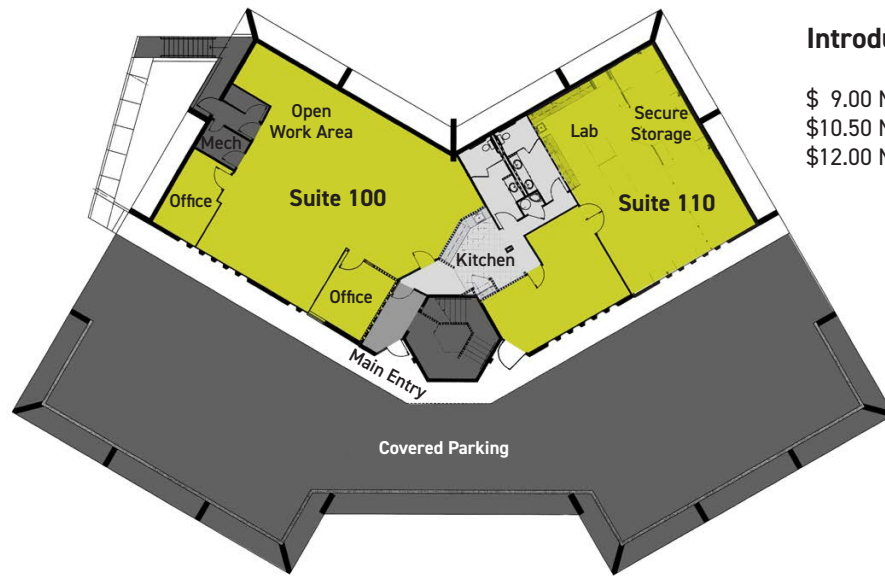 Introdu
$ 9.00 N
$10.50 N
$12.00 N
Open
Work Area
Mech
Office
Suite 100
Office
Kitchen
Lab
Secure
Storage
Suite 110
Main Entry
Covered Parking